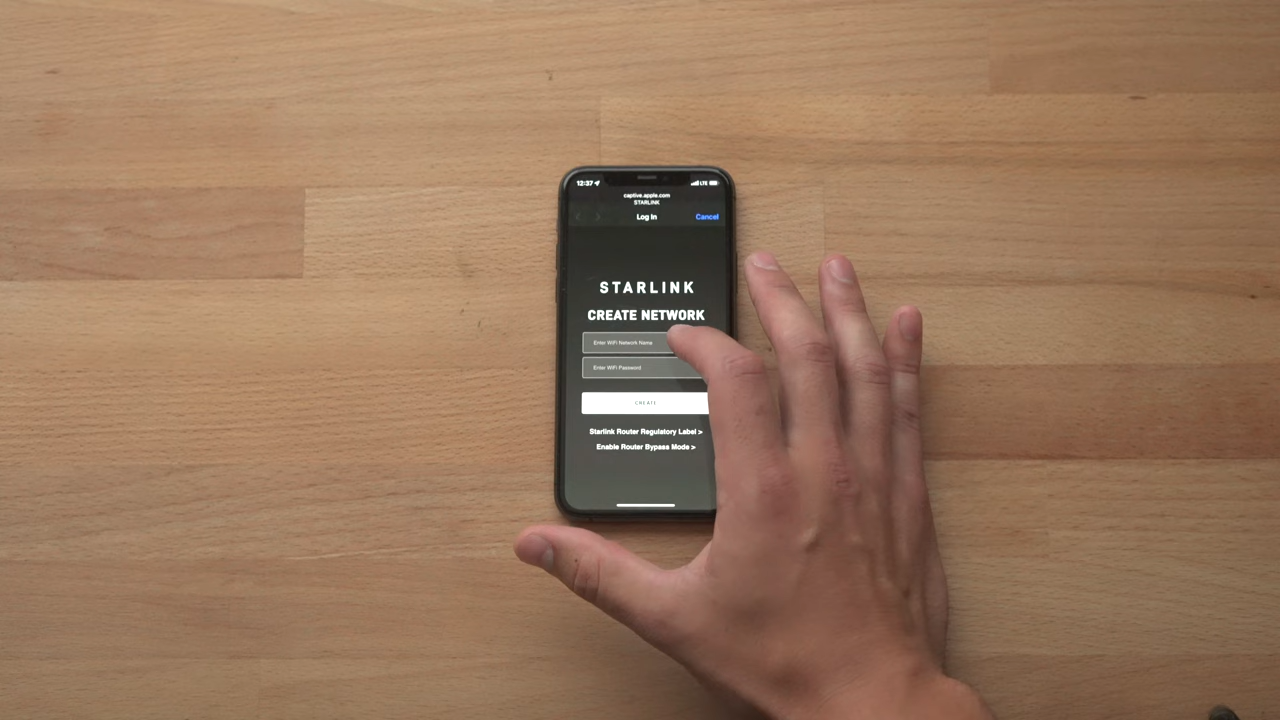 12:37
LTE
captive.apple.com
STARLINK
Log In
Cancel
STARLINK
CREATE NETWORK
Enter WiFi Network Name
Enter WiFi Password
CREATE
Starlink Router Regulatory Label >
Enable Router Bypass Mode >